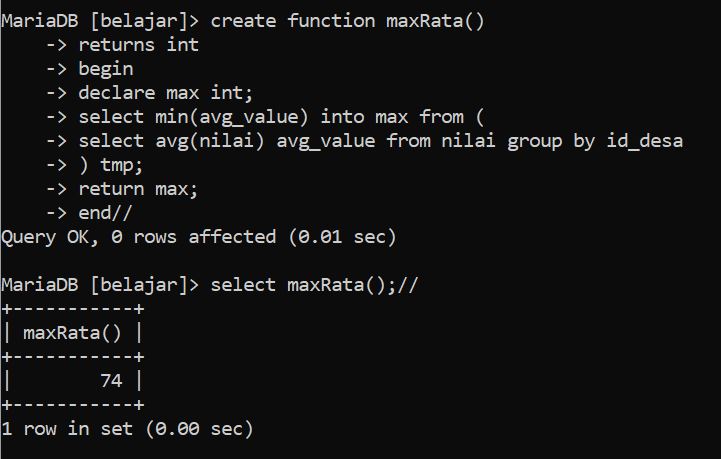 MariaDB [belajar]> create function maxRata()
    -> returns int
    -> begin
    -> declare max int;
    -> select min(avg_value) into max from (
    -> select avg(nilai) avg_value from nilai group by id_desa
    -> ) tmp;
    -> return max;
    -> end//
Query OK, 0 rows affected (0.01 sec)

MariaDB [belajar]> select maxRata();//
+-----------+
| maxRata() |
+-----------+
|        74 |
+-----------+
1 row in set (0.00 sec)